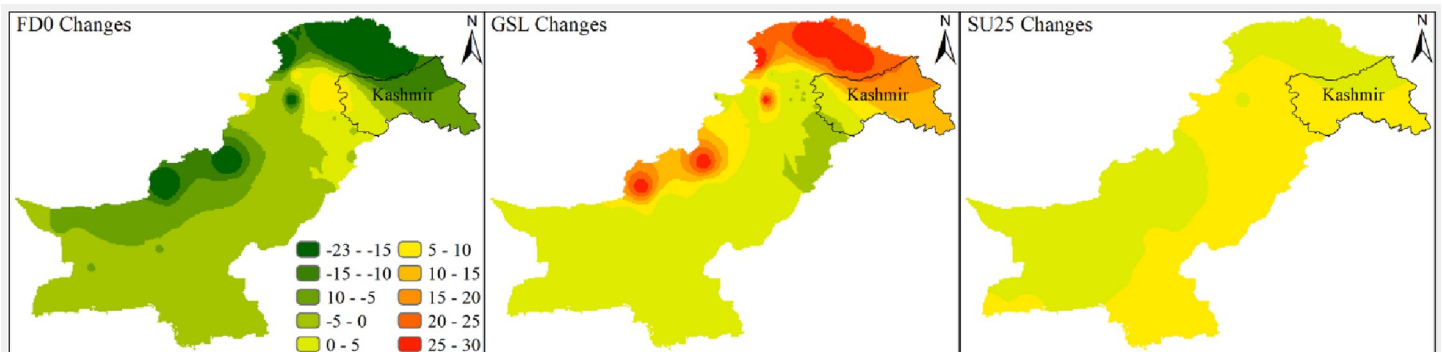 FD0 Changes
N
Kashmir
-23 - -15
-15 - -10
10 - -5
-5 - 0
0 - 5
5 - 10
10 - 15
15 - 20
20 - 25
25 - 30
GSL Changes
N
Kashmir
SU25 Changes
N
Kashmir